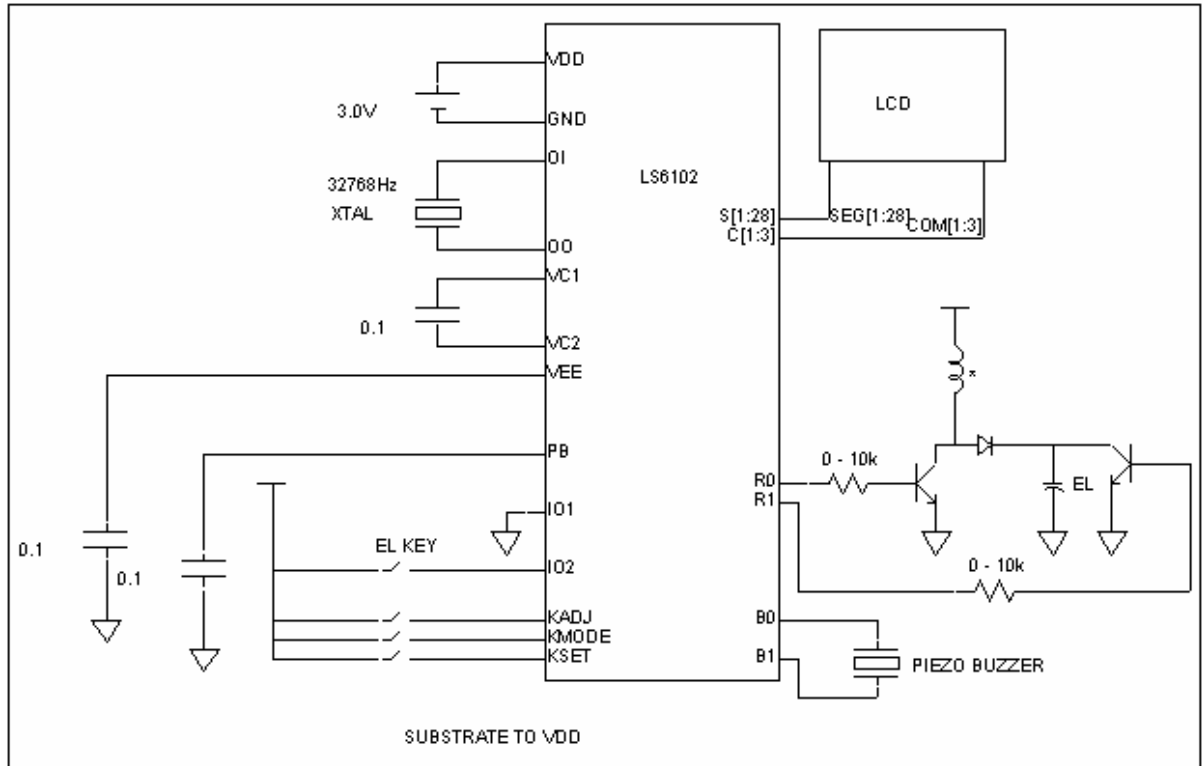 VDD
3.0V
GND
OI
32768Hz
XTAL
OO
VC1
0.1
VC2
VEE
PB
IO1
0.1
0.1
EL KEY
IO2
KADJ
KMODE
KSET
LS6102
LCD
S[1:28]
SEG[1:28]
COM[1:3]
C[1:3]
*
0 - 10k
R0
R1
EL
0 - 10k
B0
B1
PIEZO BUZZER
SUBSTRATE TO VDD